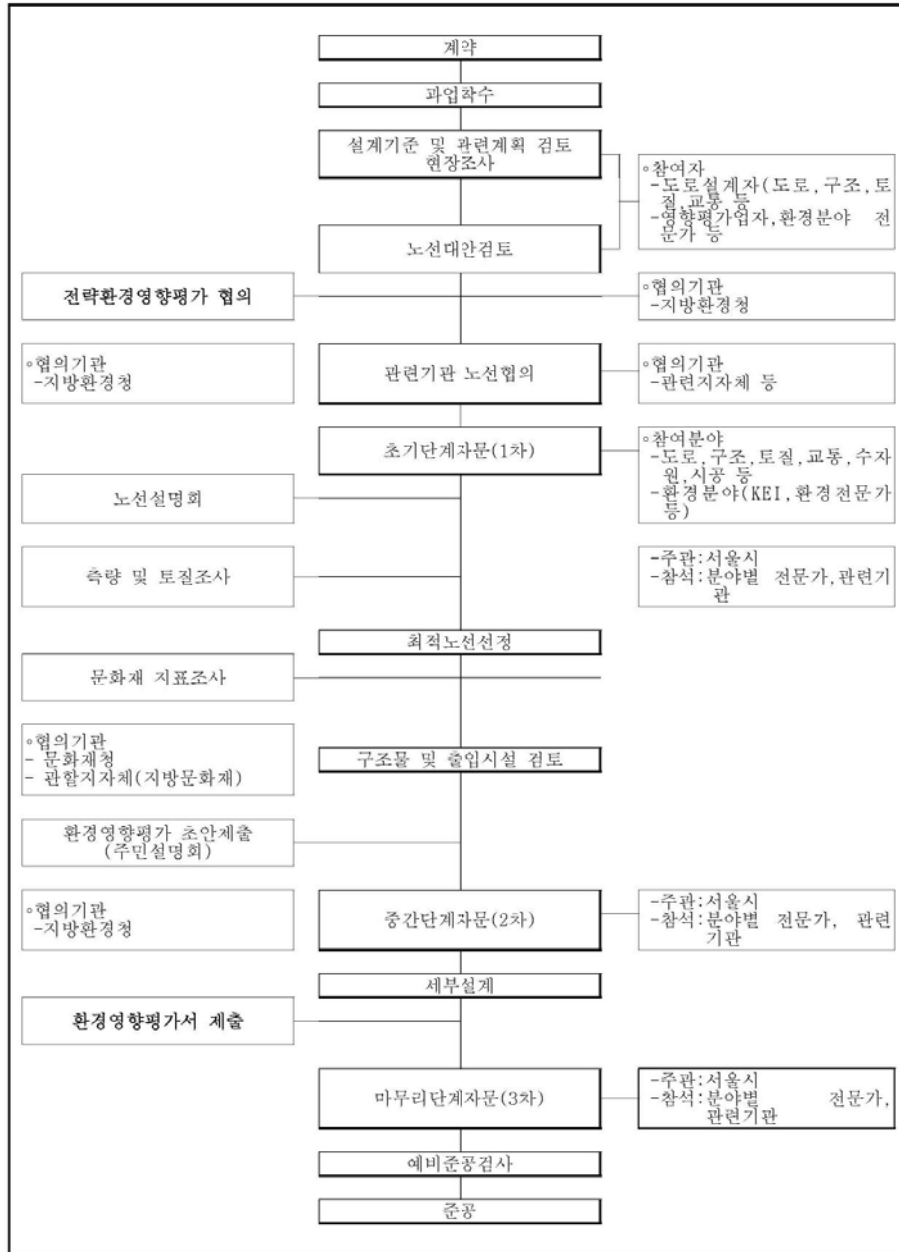 계약
과업착수
설계기준 및 관련계획 검토
현장조사
∘참여자
-도로설계자(도로,구조,토
질,교통 등
-영향평가업자,환경분야 전
문가 등
노선대안검토
전략환경영향평가 협의
∘협의기관
-지방환경청
∘협의기관
-지방환경청
관련기관 노선협의
∘협의기관
-관련지자체 등
초기단계자문(1차)
∘참여분야
-도로,구조,토질,교통,수자
원,시공 등
-환경분야(KEI,환경전문가
등)
노선설명회
측량 및 토질조사
-주관:서울시
-참석:분야별 전문가,관련기
관
최적노선선정
문화재 지표조사
∘협의기관
- 문화재청
- 관할지자체(지방문화재)
구조물 및 출입시설 검토
환경영향평가 초안제출
(주민설명회)
∘협의기관
-지방환경청
중간단계자문(2차)
-주관:서울시
-참석:분야별 전문가, 관련
기관
세부설계
환경영향평가서 제출
마무리단계자문(3차)
-주관:서울시
-참석:분야별 전문가,
관련기관
예비준공검사
준공